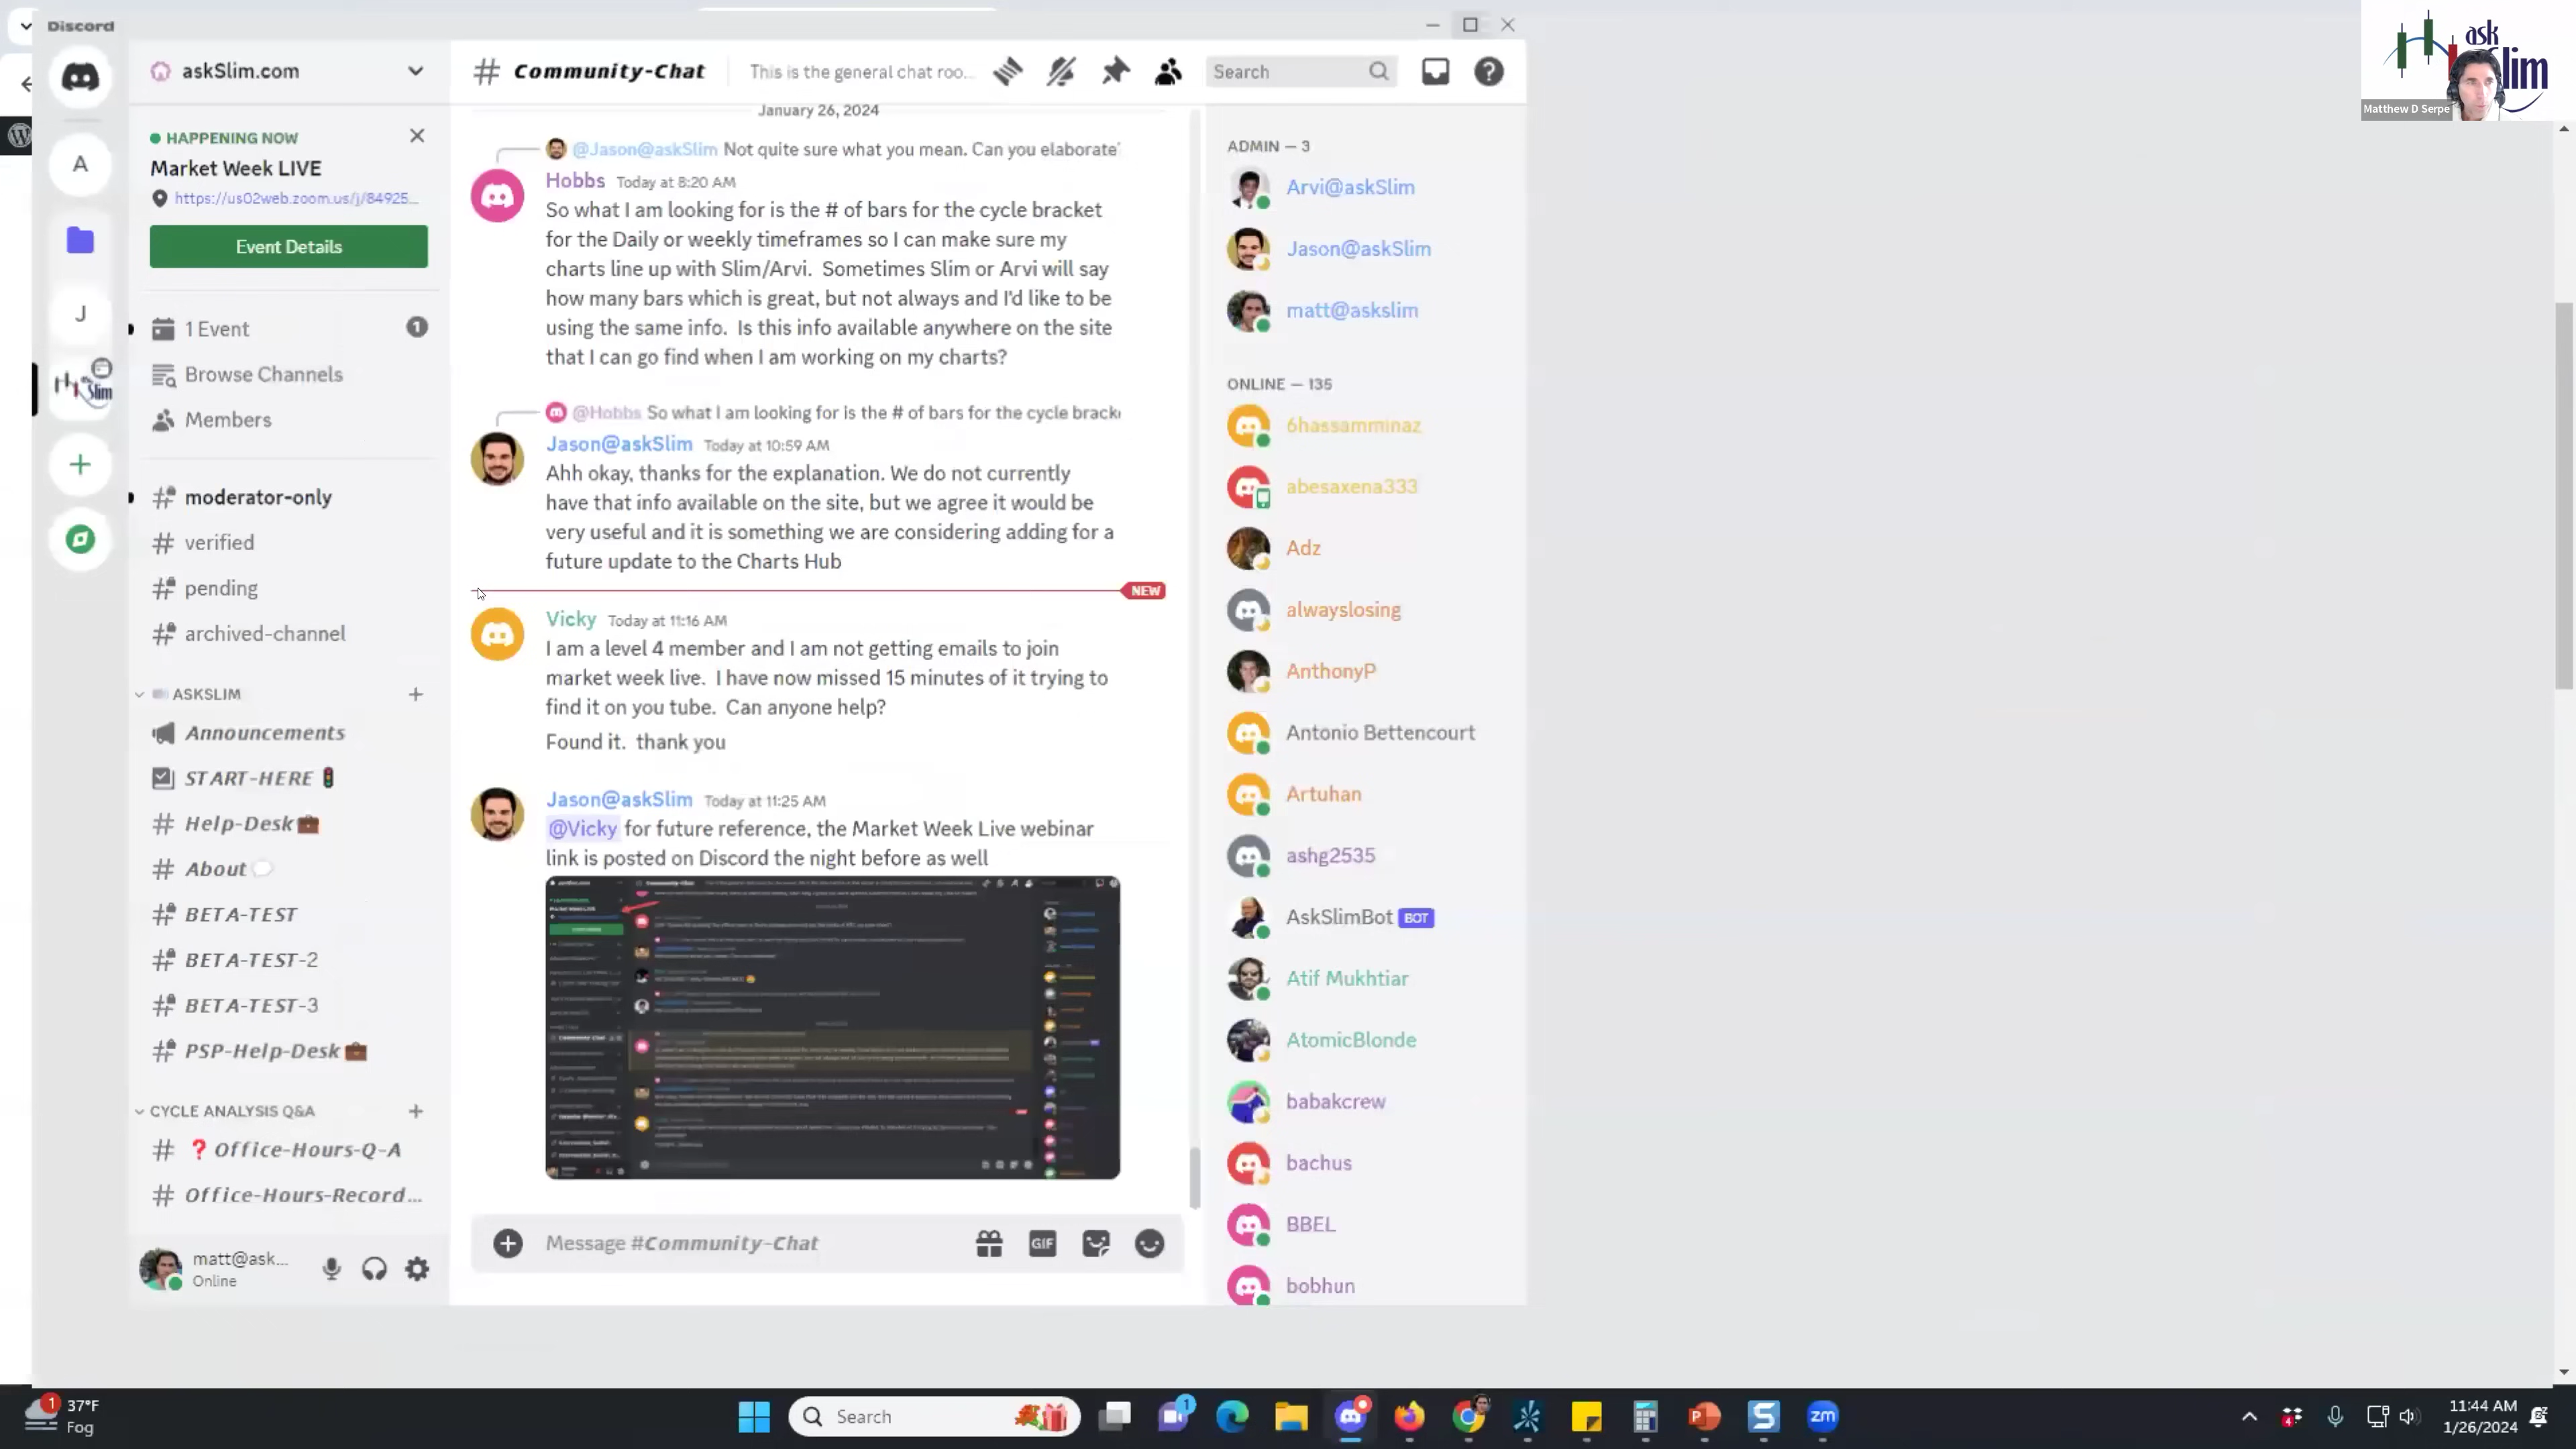 Discord
askSlim.com
HAPPENING NOW
Market Week LIVE
https://us02web.zoom.us/j/84925...
Event Details
1 Event
1
Browse Channels
Members
moderator-only
verified
pending
archived-channel
ASKSLIM
Announcements
START-HERE
Help-Desk
About
BETA-TEST
BETA-TEST-2
BETA-TEST-3
PSP-Help-Desk
CYCLE ANALYSIS Q&A
Office-Hours-Q-A
Office-Hours-Record...
matt@ask...
Online
A
J
# Community-Chat
This is the general chat roo...
Search
January 26, 2024
@Jason@askSlim Not quite sure what you mean. Can you elaborate?
Hobbs Today at 8:20 AM
So what I am looking for is the # of bars for the cycle bracket
for the Daily or weekly timeframes so I can make sure my
charts line up with Slim/Arvi. Sometimes Slim or Arvi will say
how many bars which is great, but not always and I'd like to be
using the same info. Is this info available anywhere on the site
that I can go find when I am working on my charts?
@Hobbs So what I am looking for is the # of bars for the cycle
Jason@askSlim Today at 10:59 AM
Ahh okay, thanks for the explanation. We do not currently
have that info available on the site, but we agree it would be
very useful and it is something we are considering adding for a
future update to the Charts Hub
NEW
Vicky Today at 11:16 AM
I am a level 4 member and I am not getting emails to join
market week live. I have now missed 15 minutes of it trying to
find it on you tube. Can anyone help?
Found it. thank you
Jason@askSlim Today at 11:25 AM
@Vicky for future reference, the Market Week Live webinar
link is posted on Discord the night before as well
Message #Community-Chat
GIF
ADMIN — 3
Arvi@askSlim
Jason@askSlim
matt@askslim
ONLINE — 135
6hassamminaz
abesaxena333
Adz
alwayslosing
AnthonyP
Antonio Bettencourt
Artuhan
ashg2535
AskSlimBot BOT
Atif Mukhtiar
AtomicBlonde
babakcrew
bachus
BBEL
bobhun
ask
Slim
Matthew D Serpe
1
37°F
Fog
Search
1
zm
4
11:44 AM
1/26/2024